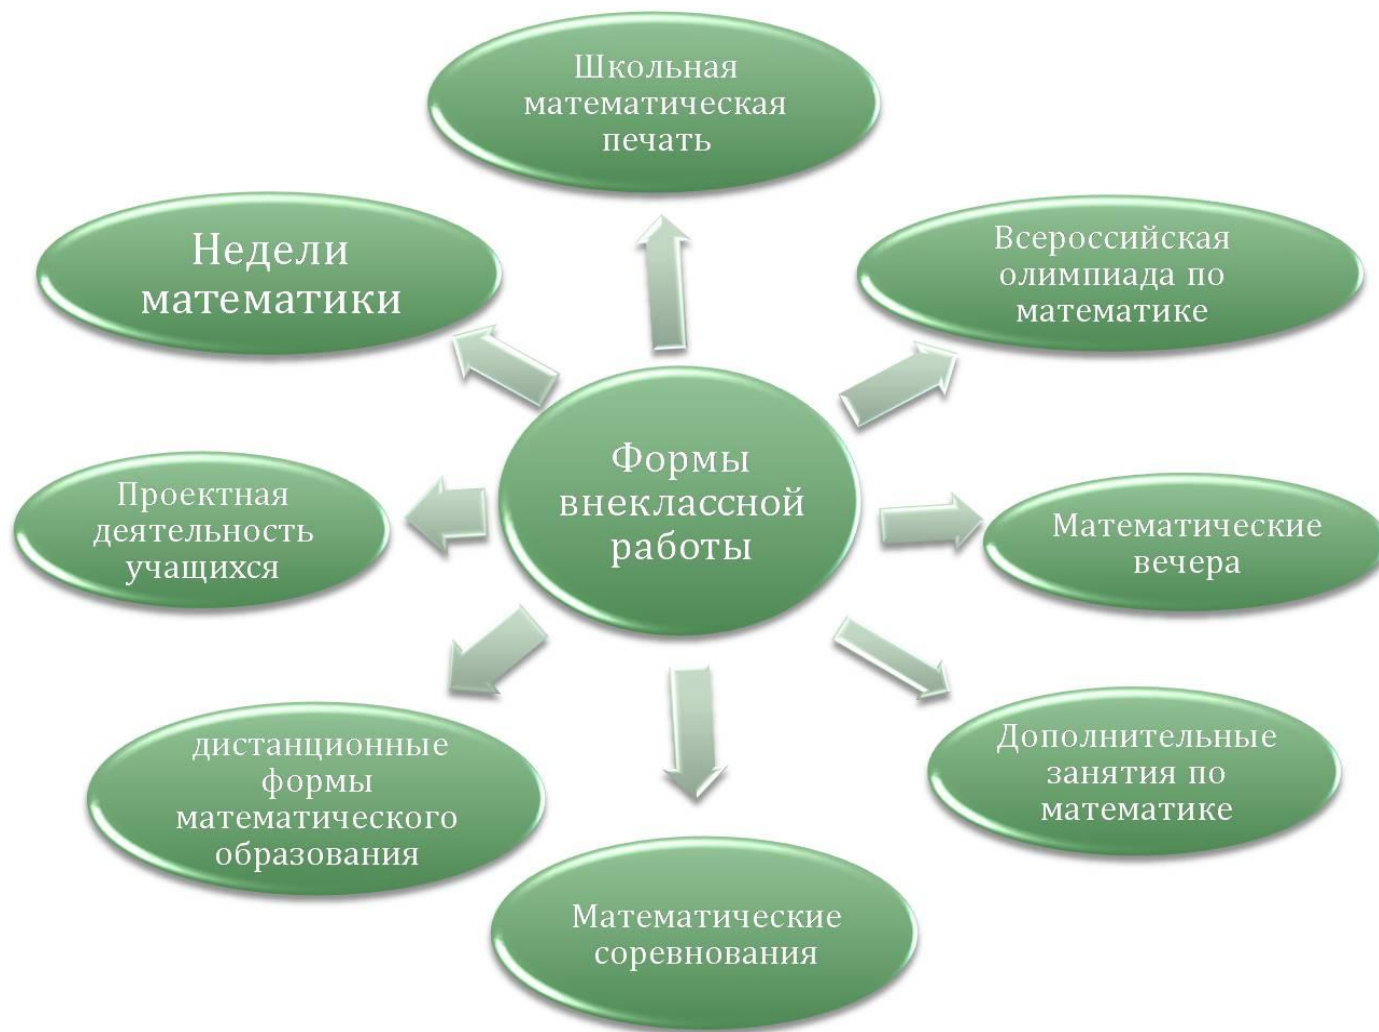 Школьная
математическая
печать
Недели
математики
Всероссийская
олимпиада по
математике
Формы
внеклассной
работы
Проектная
деятельность
учащихся
Математические
вечера
дистанционные
формы
математического
образования
Дополнительные
занятия по
математике
Математические
соревнования